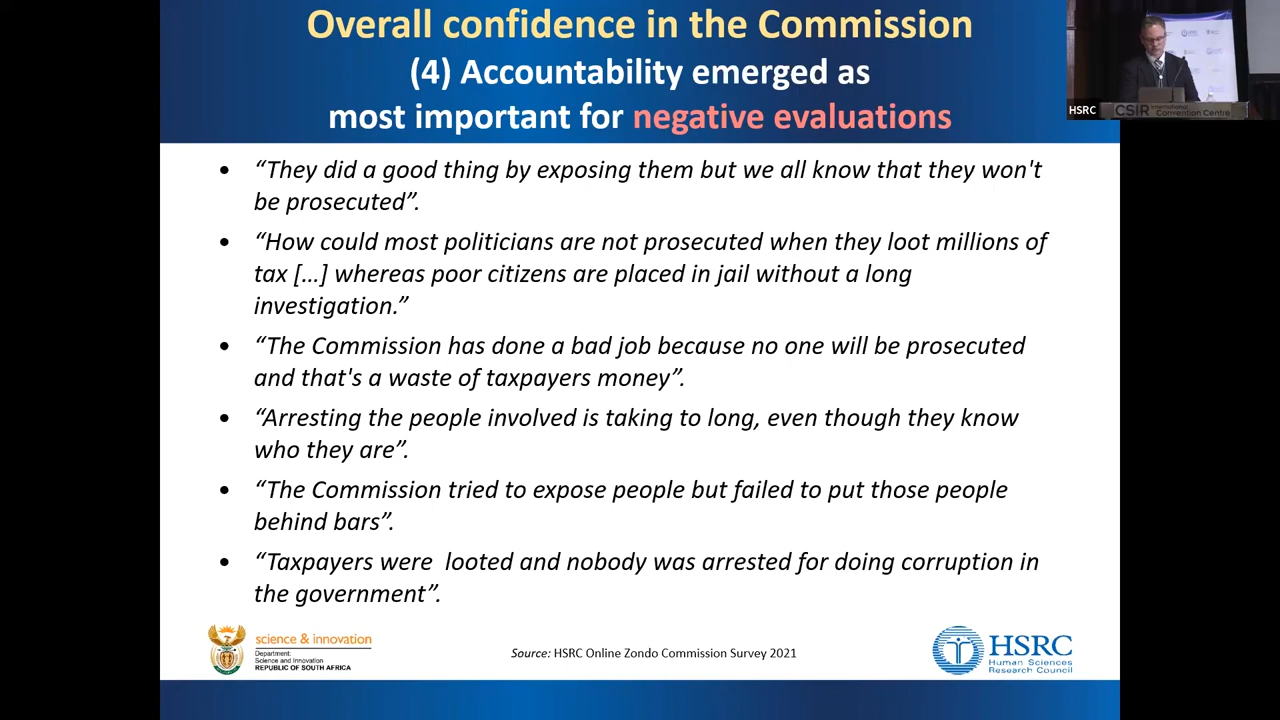 Overall confidence in the Commission
(4) Accountability emerged as
most important for negative evaluations
HSRC
CSIR International
Convention Centre
• “They did a good thing by exposing them but we all know that they won't
be prosecuted”.
• “How could most politicians are not prosecuted when they loot millions of
tax [...] whereas poor citizens are placed in jail without a long
investigation.”
• “The Commission has done a bad job because no one will be prosecuted
and that's a waste of taxpayers money”.
• “Arresting the people involved is taking to long, even though they know
who they are”.
• “The Commission tried to expose people but failed to put those people
behind bars”.
• “Taxpayers were looted and nobody was arrested for doing corruption in
the government”.
science & innovation
Department:
Science and Innovation
REPUBLIC OF SOUTH AFRICA
Source: HSRC Online Zondo Commission Survey 2021
HSRC
Human Sciences
Research Council